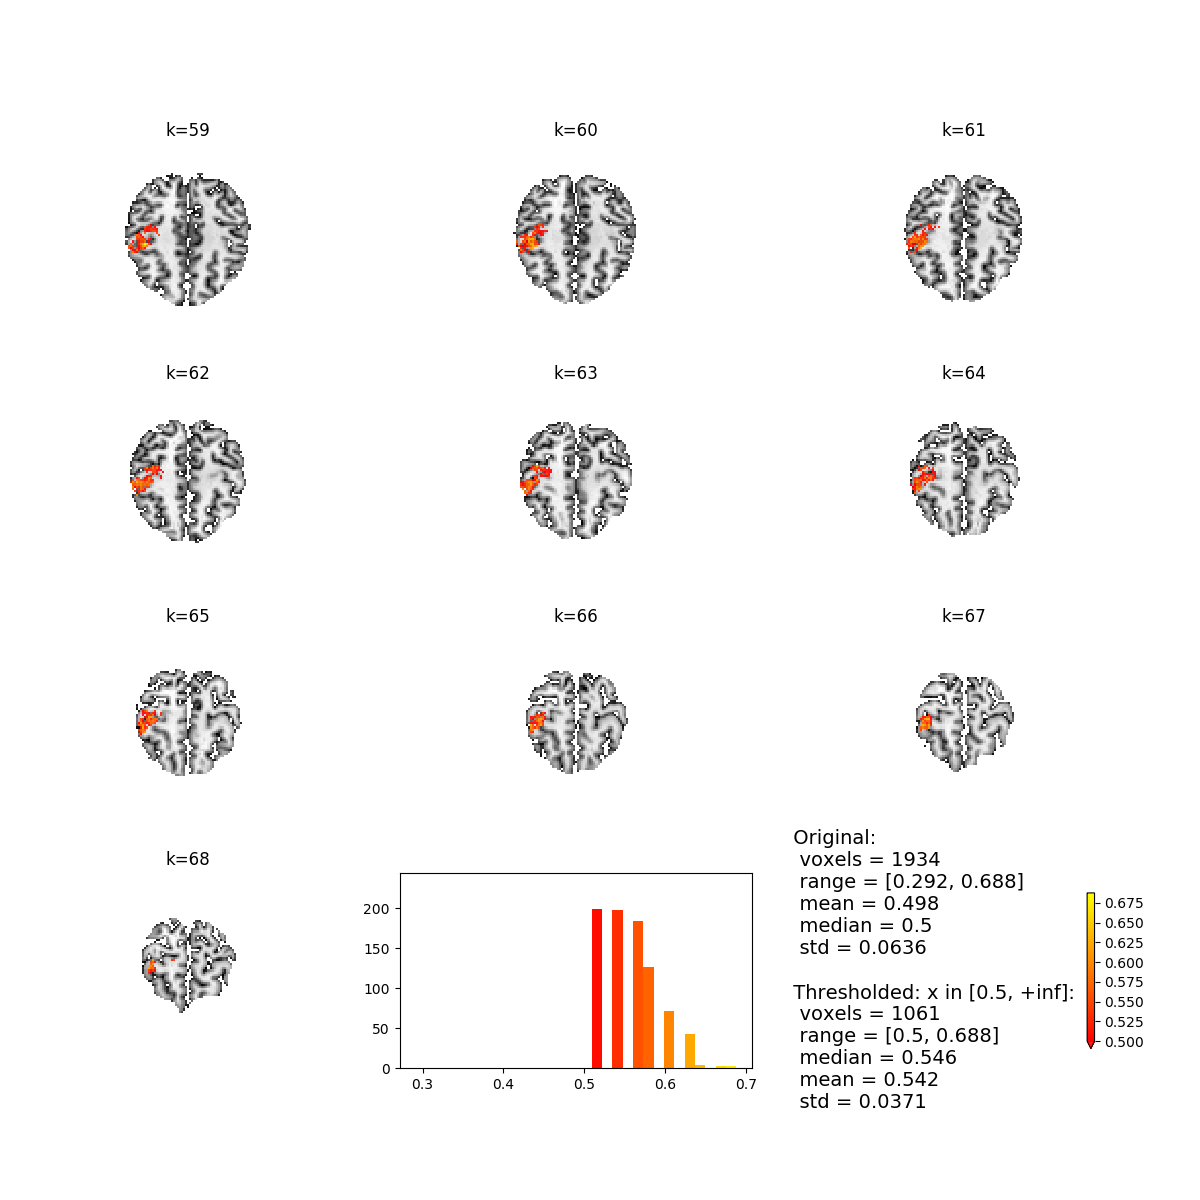 k=59
k=60
k=61
k=62
k=63
k=64
k=65
k=66
k=67
k=68
200
150
100
50
0
0.3
0.4
0.5
0.6
0.7
Original:
voxels = 1934
range = [0.292, 0.688]
mean = 0.498
median = 0.5
std = 0.0636
Thresholded: x in [0.5, +inf]:
voxels = 1061
range = [0.5, 0.688]
median = 0.546
mean = 0.542
std = 0.0371
0.675
0.650
0.625
0.600
0.575
0.550
0.525
0.500